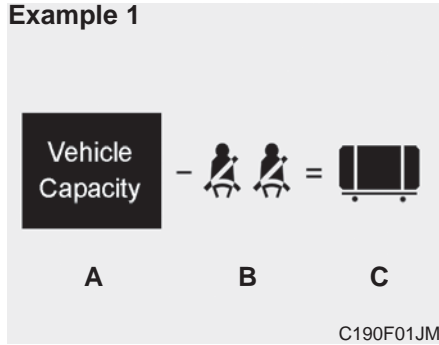 Example 1
Vehicle
Capacity
- =
A B C
C190F01JM